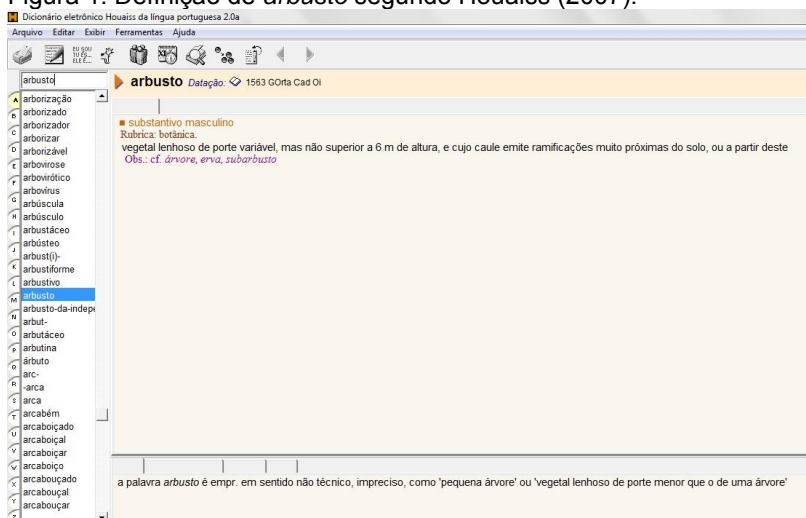 Figura 1: Definição de arbusto segundo Houaiss (2007).
Dicionário eletrônico Houaiss da língua portuguesa 2.0a
Arquivo Editar Exibir Ferramentas Ajuda
EU SOU
TU ÉS...
ELE É...
arbusto
arbusto Datação: 1563 GOrta Cad Oi
A
B
C
D
E
F
G
H
I
J
K
L
M
N
O
P
Q
R
S
T
U
V
W
X
Y
Z
arborização
arborizado
arborizador
arborizar
arborizável
arbovirose
arbovirótico
arbovírus
arbúscula
arbúsculo
arbustáceo
arbústeo
arbust(i)-
arbustiforme
arbustivo
arbusto
arbusto-da-indepe
arbut-
arbutáceo
arbutina
árbuto
arc-
-arca
arca
arcabém
arcaboiçado
arcaboiçal
arcaboiçar
arcaboiço
arcabouçado
arcabouçal
arcabouçar
substantivo masculino
Rubrica: botânica.
vegetal lenhoso de porte variável, mas não superior a 6 m de altura, e cujo caule emite ramificações muito próximas do solo, ou a partir deste
Obs.: cf. árvore, erva, subarbusto
a palavra arbusto é empr. em sentido não técnico, impreciso, como 'pequena árvore' ou 'vegetal lenhoso de porte menor que o de uma árvore'